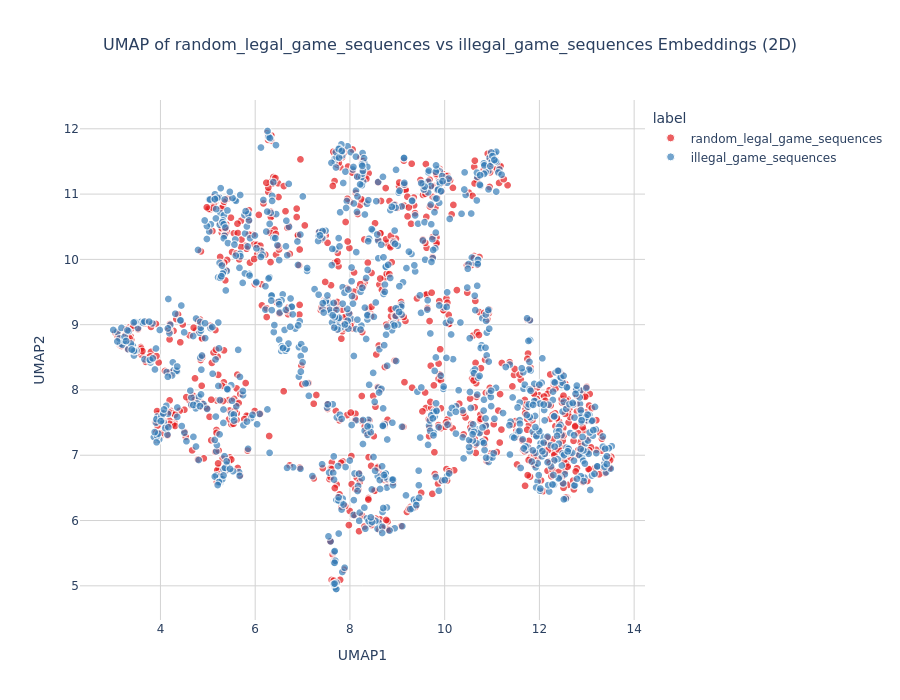 UMAP of random_legal_game_sequences vs illegal_game_sequences Embeddings (2D)
label
random_legal_game_sequences
illegal_game_sequences
12
11
10
9
8
7
6
5
UMAP2
4
6
8
10
12
14
UMAP1